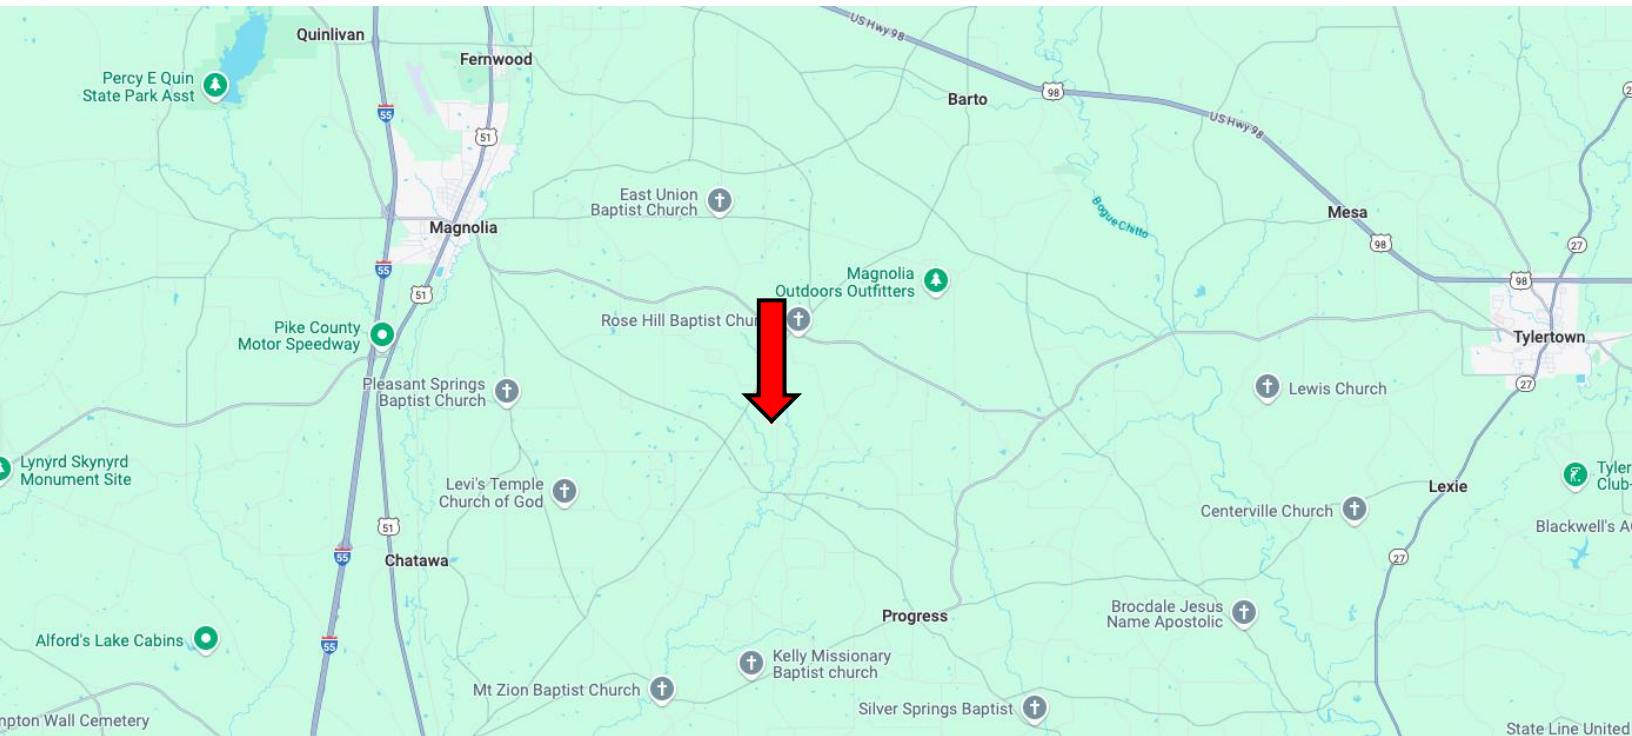 Quinlivan
Fernwood
US Hwy 98
Percy E Quin
State Park Asst
55
51
Barto
98
US Hwy 98
East Union
Baptist Church
Bogue Chitto
Mesa
98
27
Magnolia
55
51
Magnolia
Outdoors Outfitters
98
Rose Hill Baptist Chur
Pike County
Motor Speedway
Tylertown
27
Pleasant Springs
Baptist Church
Lewis Church
Lynyrd Skynyrd
Monument Site
Levi's Temple
Church of God
Lexie
Tyler
Club-
Centerville Church
Blackwell's A
51
55
Chatawa
27
Progress
Brocdale Jesus
Name Apostolic
Alford's Lake Cabins
55
Kelly Missionary
Baptist church
Mt Zion Baptist Church
Silver Springs Baptist
npton Wall Cemetery
State Line United